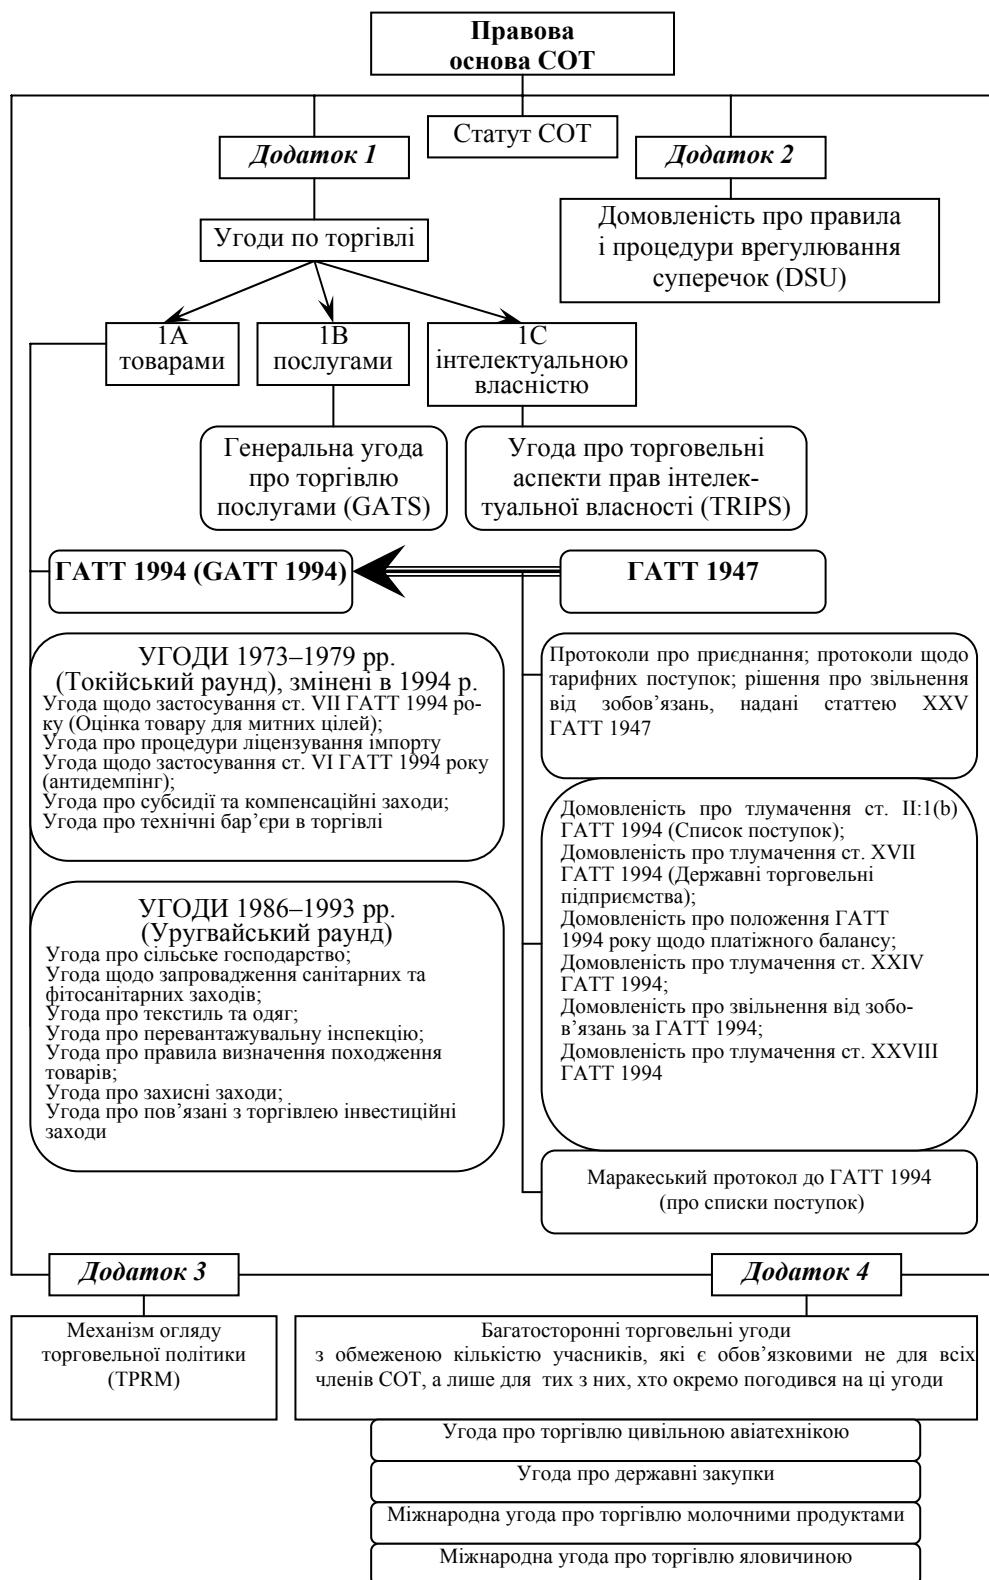 Правова
основа СОТ
Статут СОТ
Додаток 1
Додаток 2
Угоди по торгівлі
Домовленість про правила
і процедури врегулювання
суперечок (DSU)
1A
товарами
1B
послугами
1C
інтелектуальною
власністю
Генеральна угода
про торгівлю
послугами (GATS)
Угода про торговельні
аспекти прав інтелек-
туальної власності (TRIPS)
ГАТТ 1994 (GATT 1994)
ГАТТ 1947
УГОДИ 1973–1979 рр.
(Токійський раунд), змінені в 1994 р.
Угода щодо застосування ст. VII ГАТТ 1994 ро-
ку (Оцінка товару для митних цілей);
Угода про процедури ліцензування імпорту
Угода щодо застосування ст. VI ГАТТ 1994 року
(антидемпінг);
Угода про субсидії та компенсаційні заходи;
Угода про технічні бар’єри в торгівлі
Протоколи про приєднання; протоколи щодо
тарифних поступок; рішення про звільнення
від зобов’язань, надані статтею XXV
ГАТТ 1947
УГОДИ 1986–1993 рр.
(Уругвайський раунд)
Угода про сільське господарство;
Угода щодо запровадження санітарних та
фітосанітарних заходів;
Угода про текстиль та одяг;
Угода про перевантажувальну інспекцію;
Угода про правила визначення походження
товарів;
Угода про захисні заходи;
Угода про пов’язані з торгівлею інвестиційні
заходи
Домовленість про тлумачення ст. II:1(b)
ГАТТ 1994 (Список поступок);
Домовленість про тлумачення ст. XVII
ГАТТ 1994 (Державні торговельні
підприємства);
Домовленість про положення ГАТТ
1994 року щодо платіжного балансу;
Домовленість про тлумачення ст. XXIV
ГАТТ 1994;
Домовленість про звільнення від зобо-
в’язань за ГАТТ 1994;
Домовленість про тлумачення ст. XXVIII
ГАТТ 1994
Маракеський протокол до ГАТТ 1994
(про списки поступок)
Додаток 3
Додаток 4
Механізм огляду
торговельної політики
(TPRM)
Багатосторонні торговельні угоди
з обмеженою кількістю учасників, які є обов’язковими не для всіх
членів СОТ, а лише для тих з них, хто окремо погодився на ці угоди
Угода про торгівлю цивільною авіатехнікою
Угода про державні закупки
Міжнародна угода про торгівлю молочними продуктами
Міжнародна угода про торгівлю яловичиною